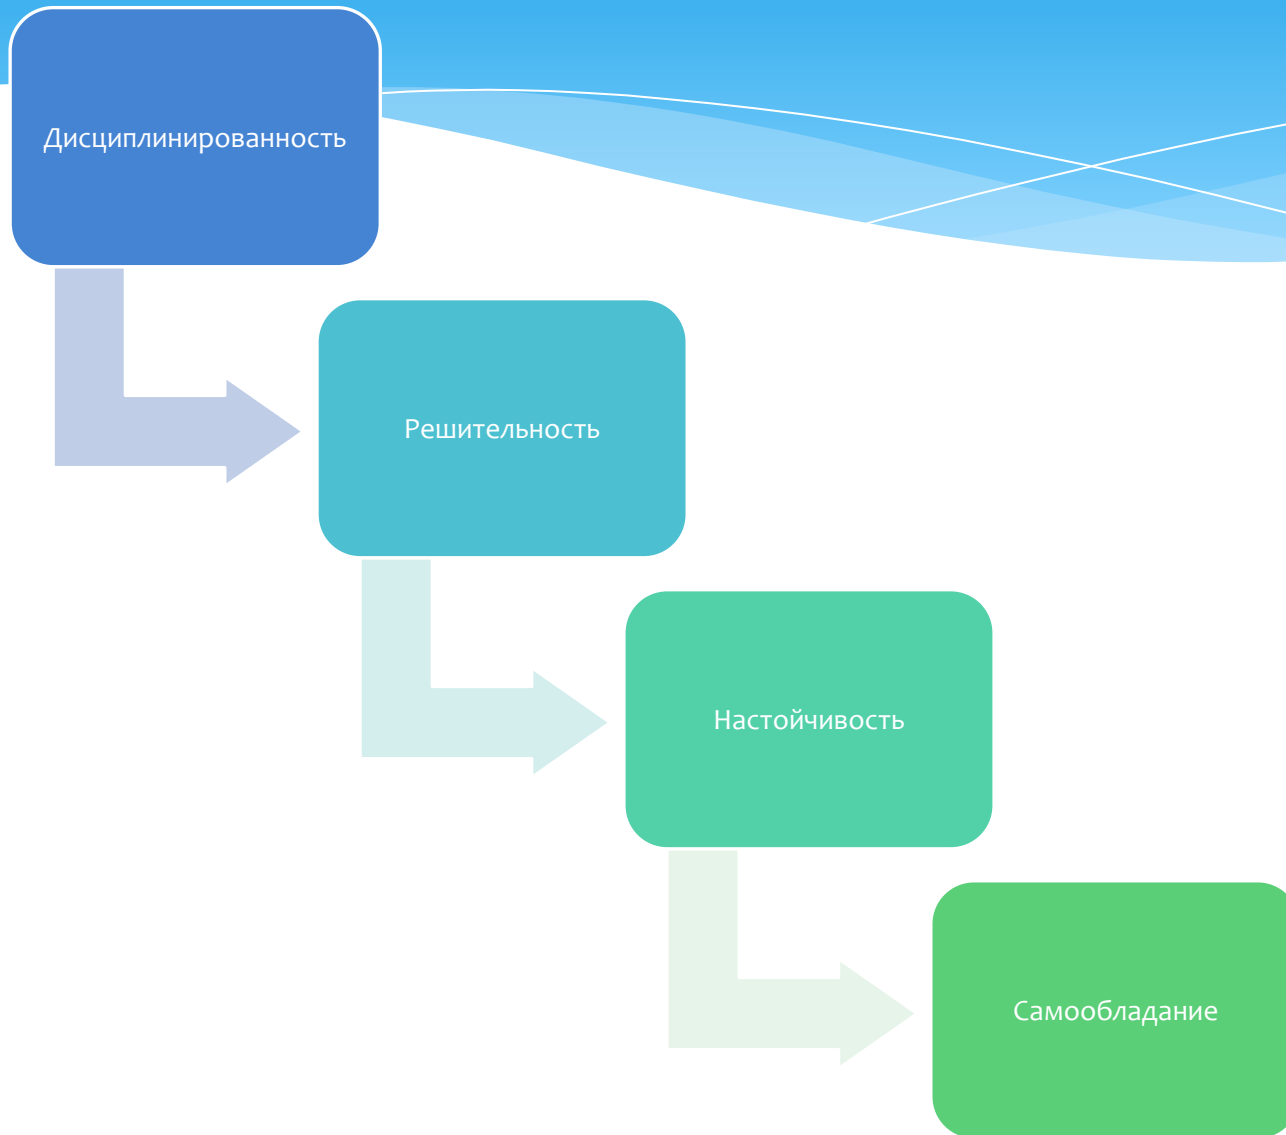 Дисциплинированность
Решительность
Настойчивость
Самообладание